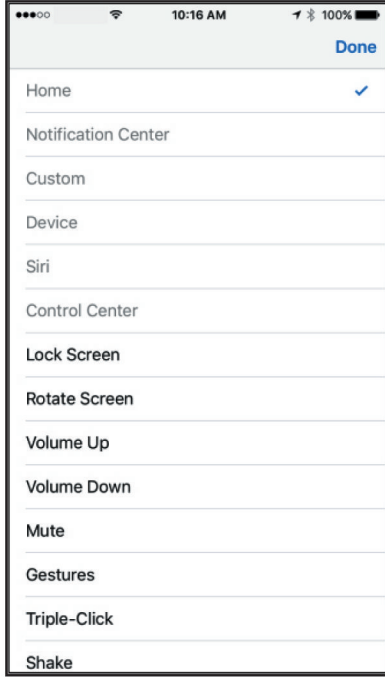 10:16 AM 100%
Done
Home
Notification Center
Custom
Device
Siri
Control Center
Lock Screen
Rotate Screen
Volume Up
Volume Down
Mute
Gestures
Triple-Click
Shake